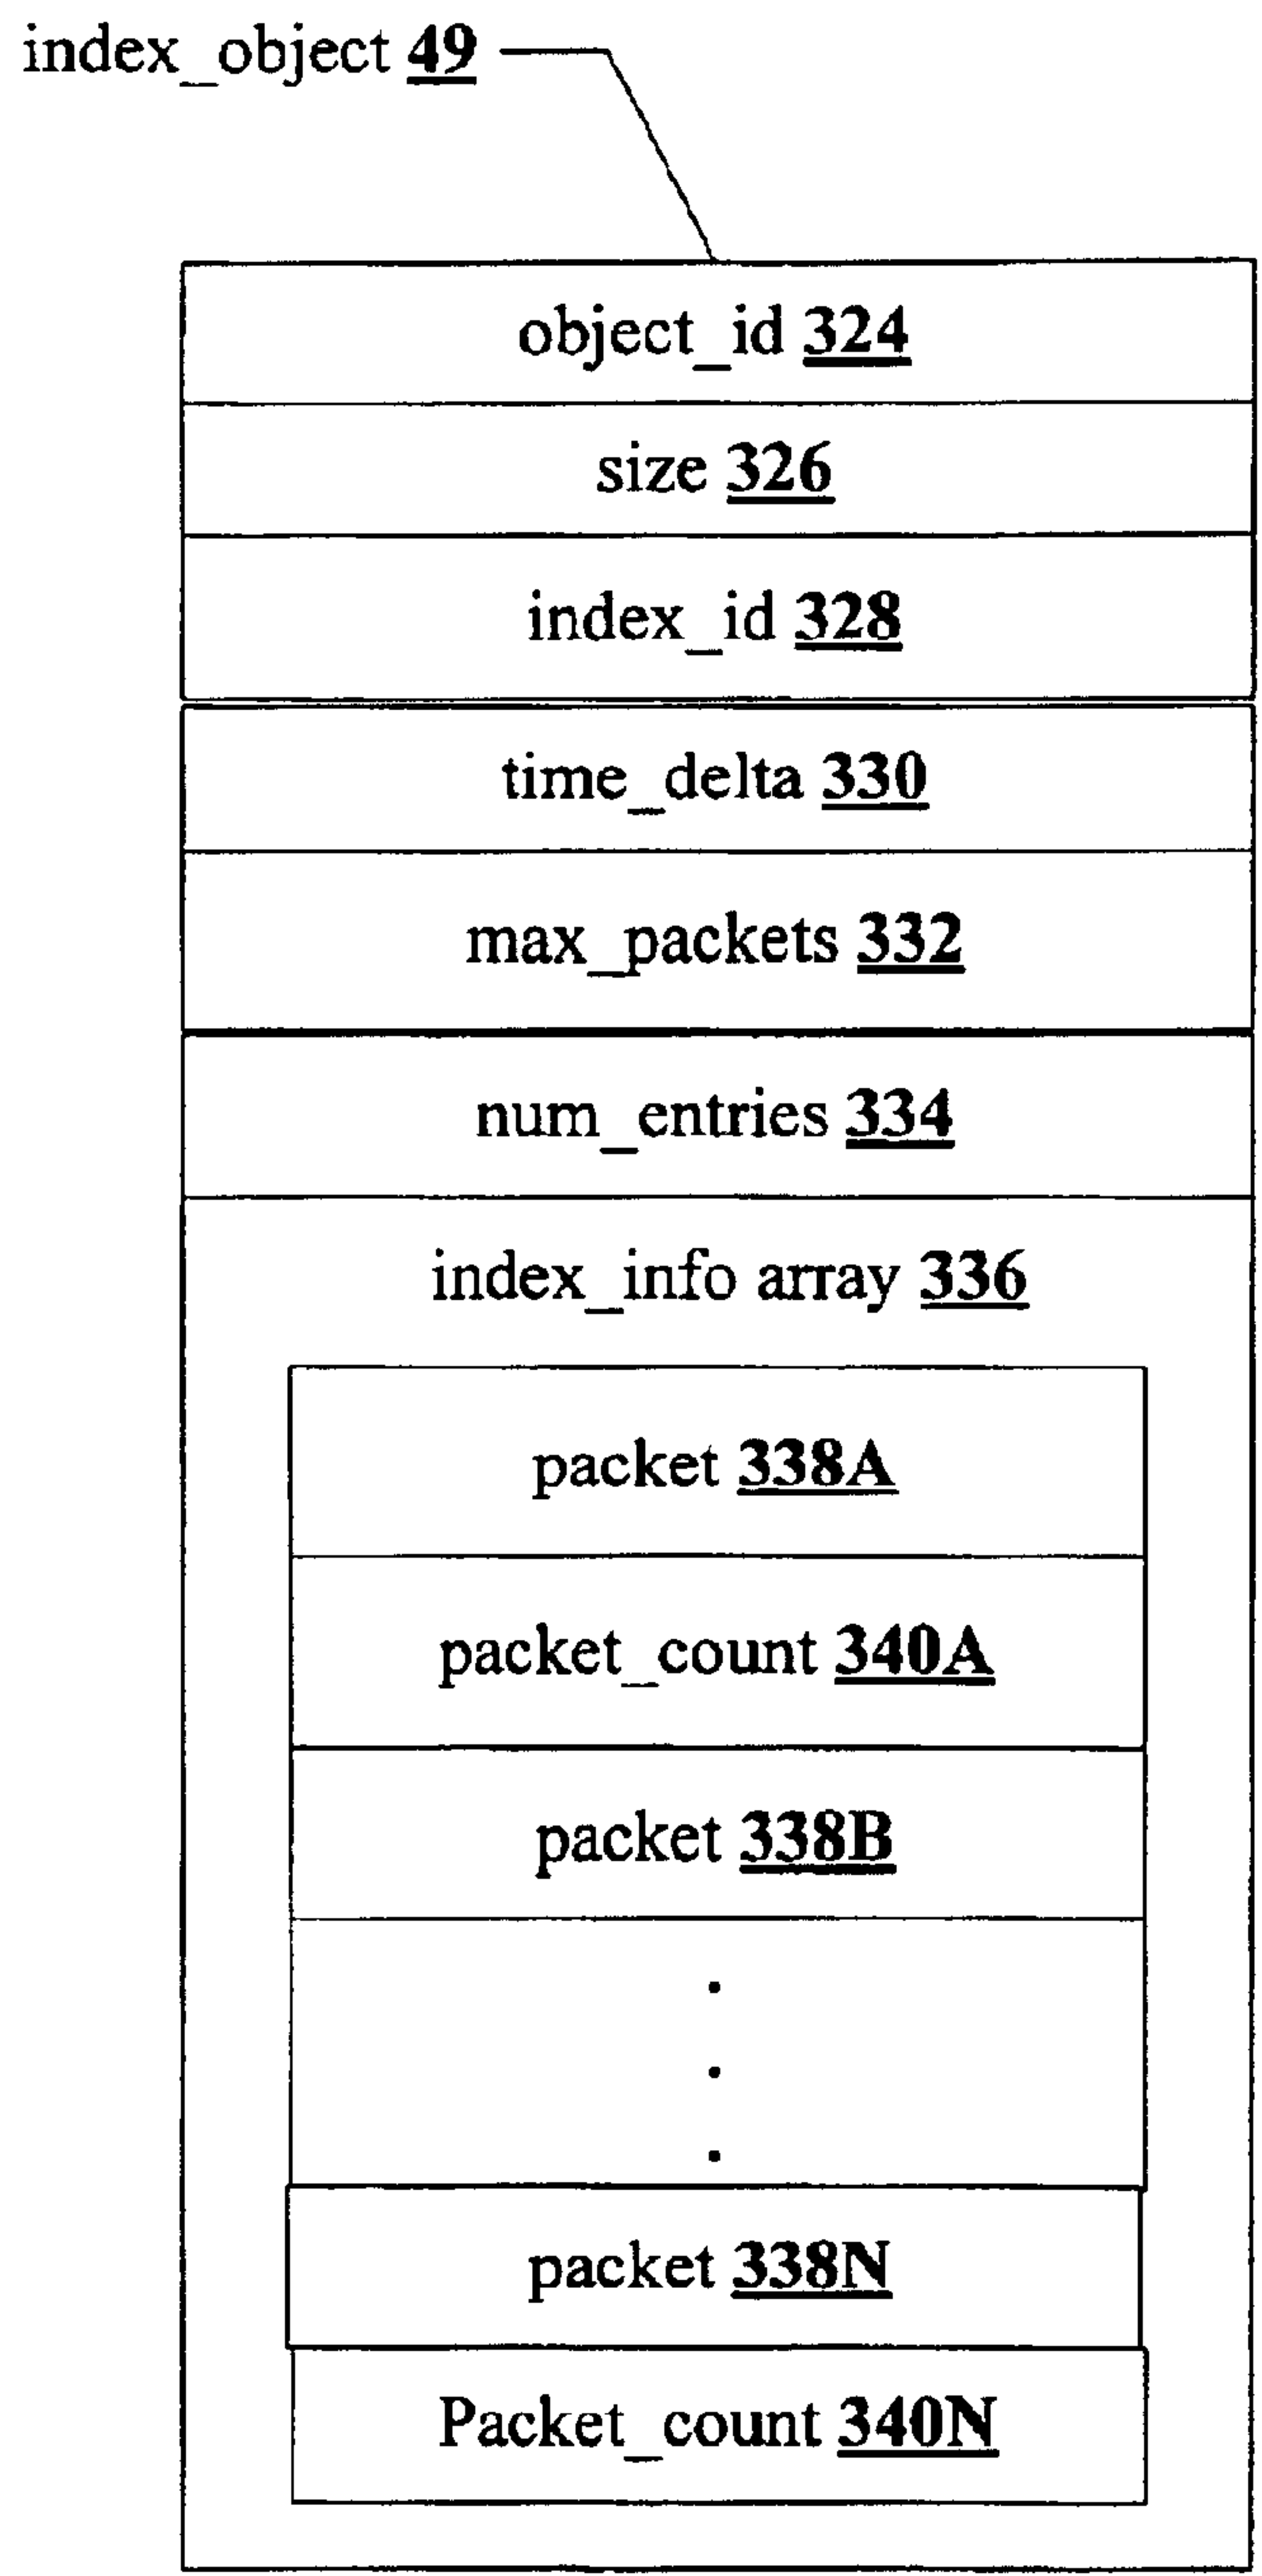 index_object 49
object_id 324
size 326
index_id 328
time_delta 330
max_packets 332
num_entries 334
index_info array 336
packet 338A
packet_count 340A
packet 338B
.
.
.
packet 338N
Packet_count 340N